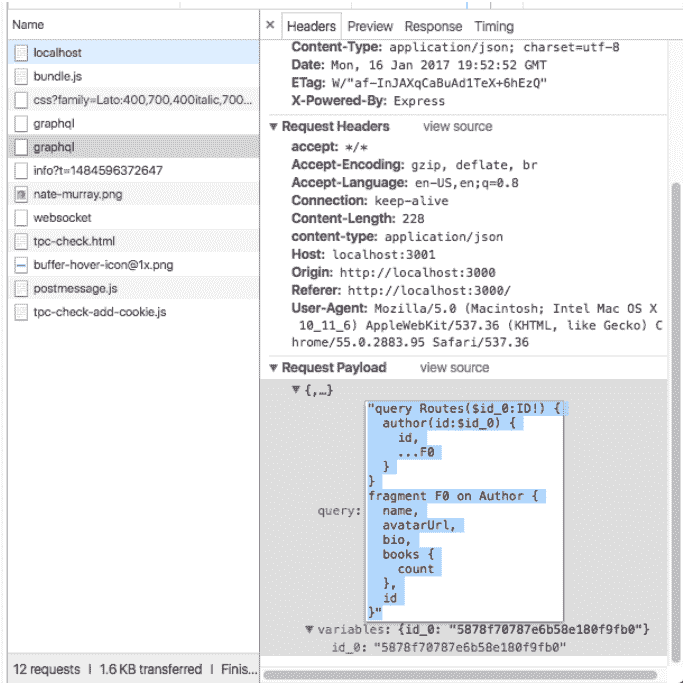 Name
localhost
bundle.js
css?family=Lato:400,700,400italic,700...
graphql
graphql
info?t=1484596372647
nate-murray.png
websocket
tpc-check.html
buffer-hover-icon@1x.png
postmessage.js
tpc-check-add-cookie.js
12 requests | 1.6 KB transferred | Finis...
× Headers Preview Response Timing
Content-Type: application/json; charset=utf-8
Date: Mon, 16 Jan 2017 19:52:52 GMT
ETag: W/"af-InJAXqCaBuAd1TeX+6hEzQ"
X-Powered-By: Express
▼ Request Headers view source
accept: */*
Accept-Encoding: gzip, deflate, br
Accept-Language: en-US,en;q=0.8
Connection: keep-alive
Content-Length: 228
content-type: application/json
Host: localhost:3001
Origin: http://localhost:3000
Referer: http://localhost:3000/
User-Agent: Mozilla/5.0 (Macintosh; Intel Mac OS X
10_11_6) AppleWebKit/537.36 (KHTML, like Gecko) C
hrome/55.0.2883.95 Safari/537.36
▼ Request Payload view source
▼ {,…}
"query Routes($id_0:ID!) {
author(id:$id_0) {
id,
...F0
}
}
fragment F0 on Author {
query: name,
avatarUrl,
bio,
books {
count
},
id
}"
▼ variables: {id_0: "5878f70787e6b58e180f9fb0"}
id_0: "5878f70787e6b58e180f9fb0"